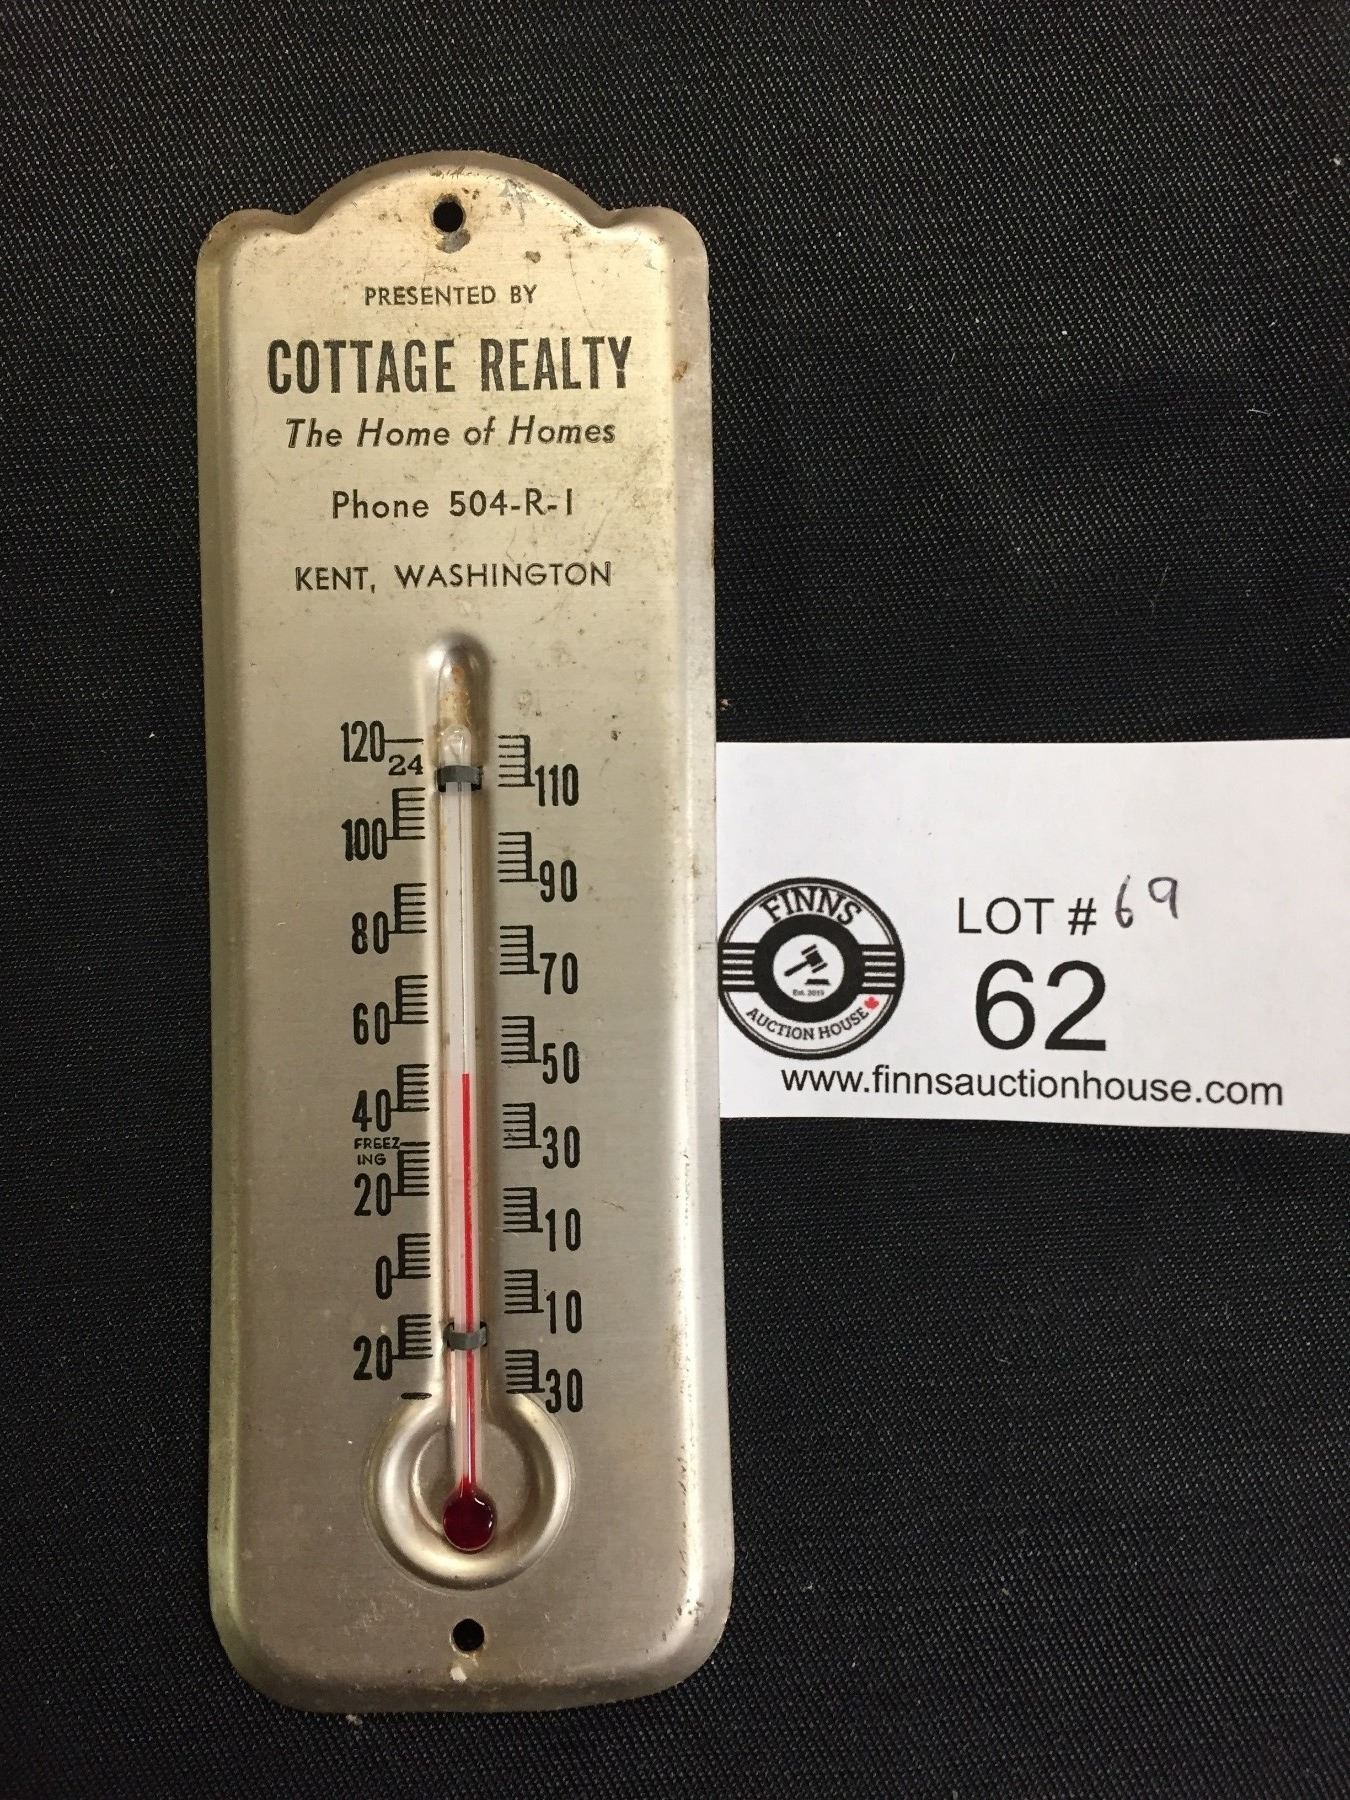 PRESENTED BY
COTTAGE REALTY
The Home of Homes
Phone 504-R-1
KENT, WASHINGTON
120
24
110
100
90
80
70
60
50
40
FREEZ-
ING
30
20
10
0
10
20
30
FINNS
Est. 2019
AUCTION HOUSE
LOT # 69
62
www.finnsauctionhouse.com